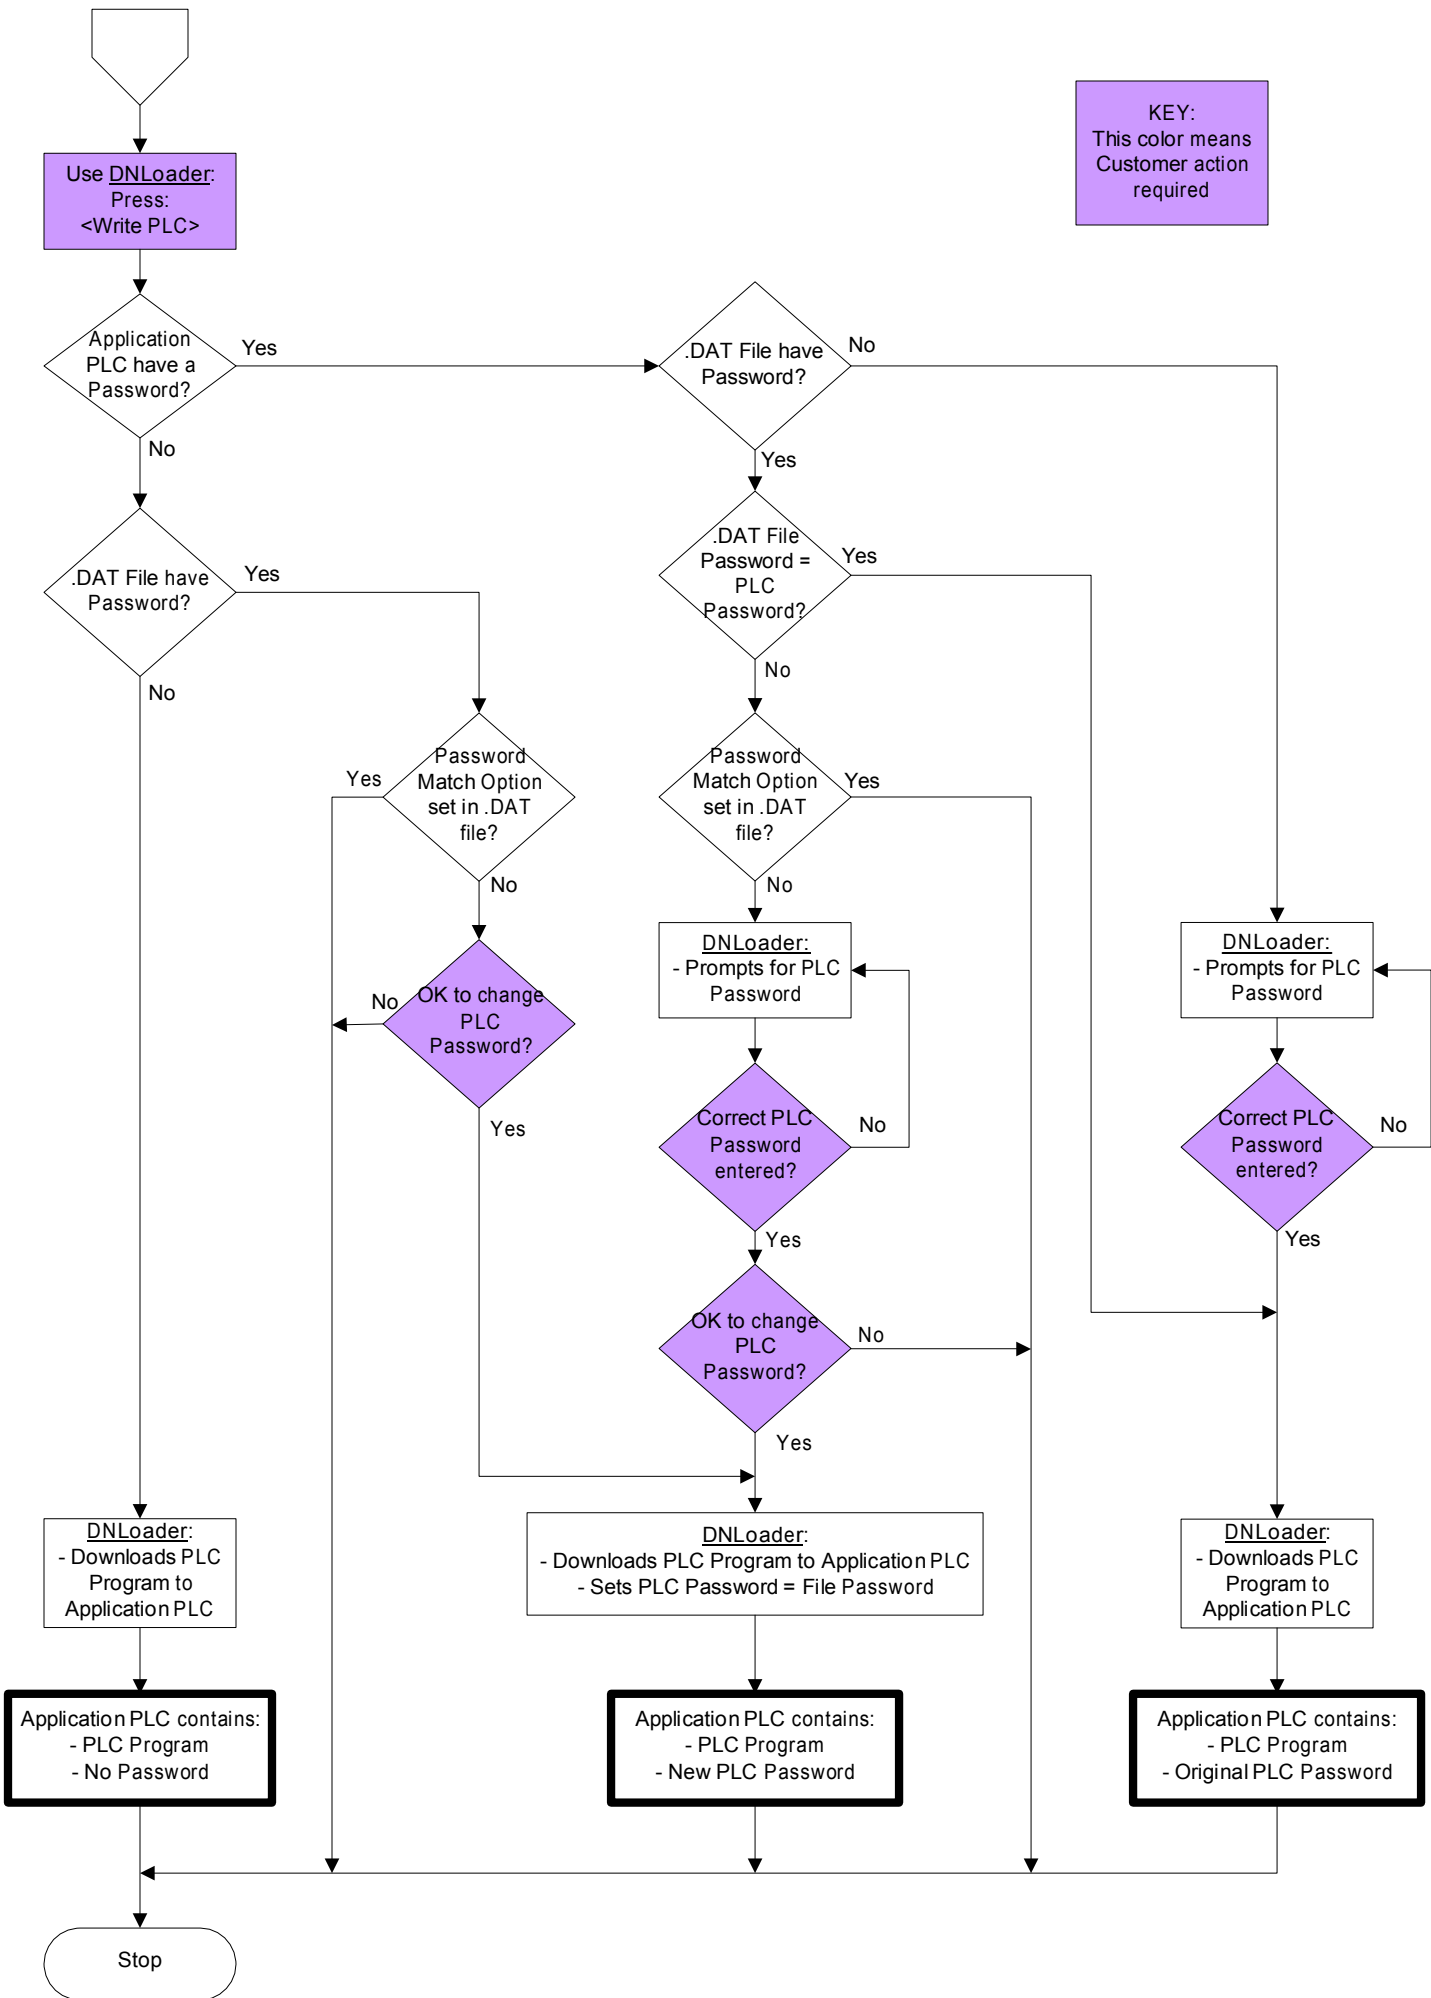 KEY:
This color means
Customer action
required
Use DNLoader:
Press:
<Write PLC>
Application
PLC have a
Password?
Yes
No
.DAT File have
Password?
No
Yes
.DAT File
Password =
PLC
Password?
Yes
No
.DAT File have
Password?
Yes
No
Password
Match Option
set in .DAT
file?
Yes
No
Password
Match Option
set in .DAT
file?
Yes
No
OK to change
PLC
Password?
No
Yes
DNLoader:
- Prompts for PLC
Password
Correct PLC
Password
entered?
No
Yes
OK to change
PLC
Password?
No
Yes
DNLoader:
- Prompts for PLC
Password
Correct PLC
Password
entered?
No
Yes
DNLoader:
- Downloads PLC
Program to
Application PLC
DNLoader:
- Downloads PLC Program to Application PLC
- Sets PLC Password = File Password
DNLoader:
- Downloads PLC
Program to
Application PLC
Application PLC contains:
- PLC Program
- No Password
Application PLC contains:
- PLC Program
- New PLC Password
Application PLC contains:
- PLC Program
- Original PLC Password
Stop